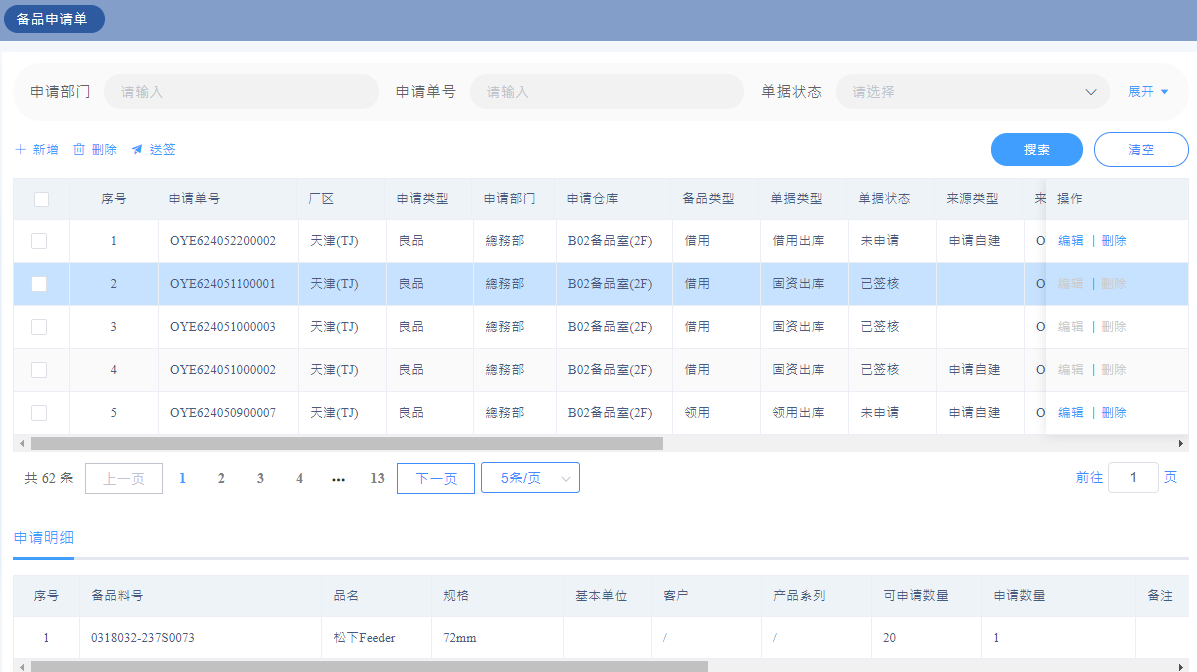 备品申请单
申请部门 请输入 申请单号 请输入 单据状态 请选择 展开
新增 删除 送签 搜索 清空
序号 申请单号 厂区 申请类型 申请部门 申请仓库 备品类型 单据类型 单据状态 来源类型 来 操作
1 OYE624052200002 天津(TJ) 良品 總務部 B02备品室(2F) 借用 借用出库 未申请 申请自建 O 编辑 | 删除
2 OYE624051100001 天津(TJ) 良品 總務部 B02备品室(2F) 借用 固资出库 已签核 O 编辑 | 删除
3 OYE624051000003 天津(TJ) 良品 總務部 B02备品室(2F) 借用 固资出库 已签核 O 编辑 | 删除
4 OYE624051000002 天津(TJ) 良品 總務部 B02备品室(2F) 借用 固资出库 已签核 申请自建 O 编辑 | 删除
5 OYE624050900007 天津(TJ) 良品 總務部 B02备品室(2F) 领用 领用出库 未申请 申请自建 O 编辑 | 删除
共 62 条 上一页 1 2 3 4 ••• 13 下一页 5条/页 前往 1 页
申请明细
序号 备品料号 品名 规格 基本单位 客户 产品系列 可申请数量 申请数量 备注
1 0318032-237S0073 松下Feeder 72mm / / 20 1